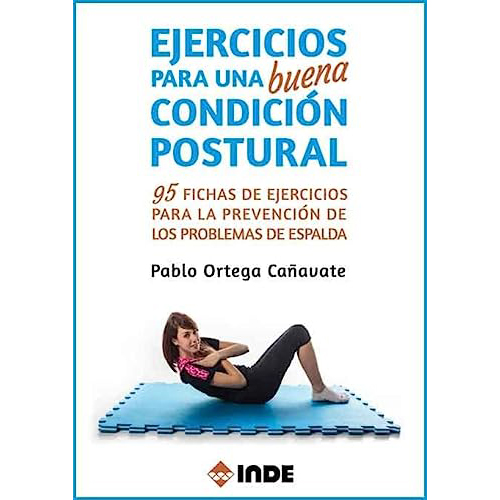 EJERCICIOS
PARA UNA buena
CONDICIÓN
POSTURAL
95 FICHAS DE EJERCICIOS
PARA LA PREVENCIÓN DE
LOS PROBLEMAS DE ESPALDA
Pablo Ortega Cañavate
INDE